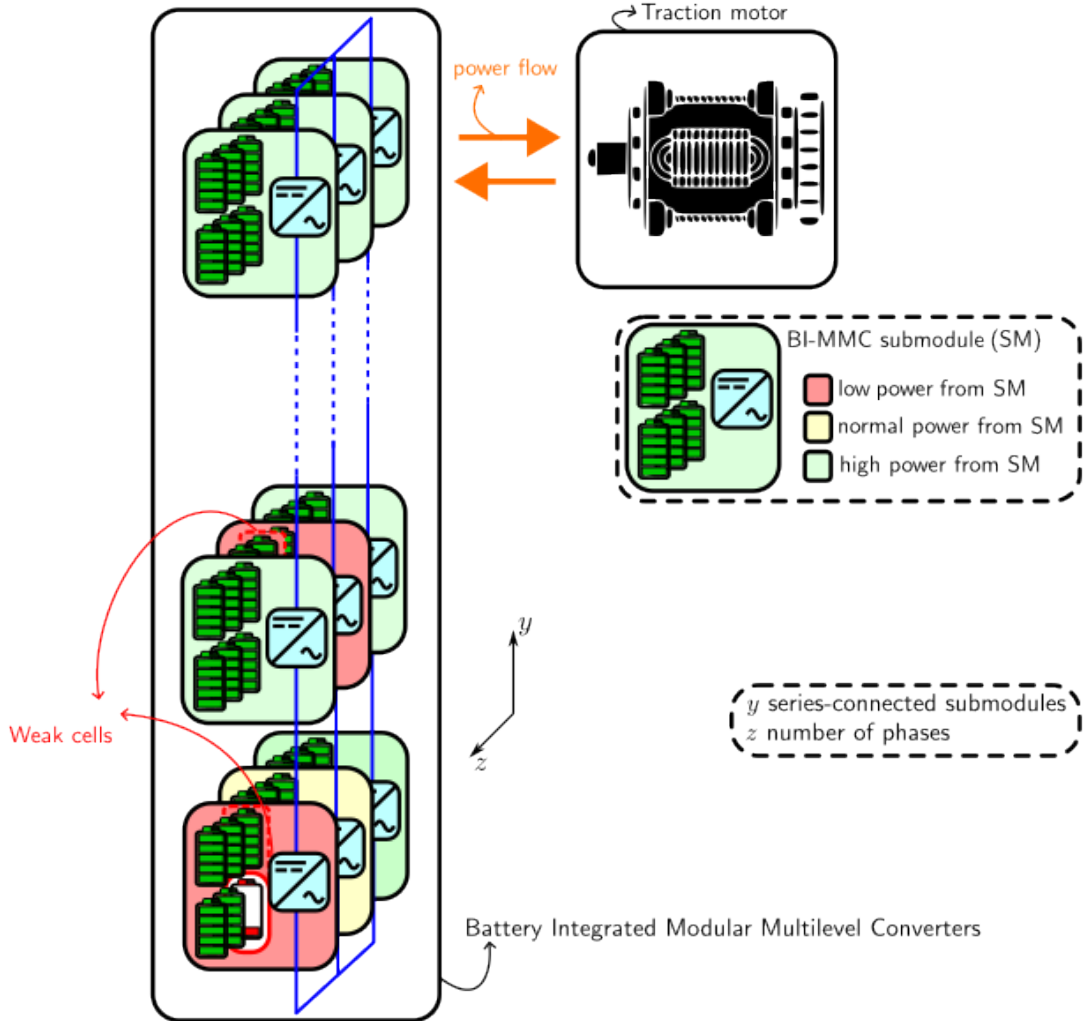 Traction motor
power flow
BI-MMC submodule (SM)
low power from SM
normal power from SM
high power from SM
y
z
Weak cells
y series-connected submodules
z number of phases
Battery Integrated Modular Multilevel Converters